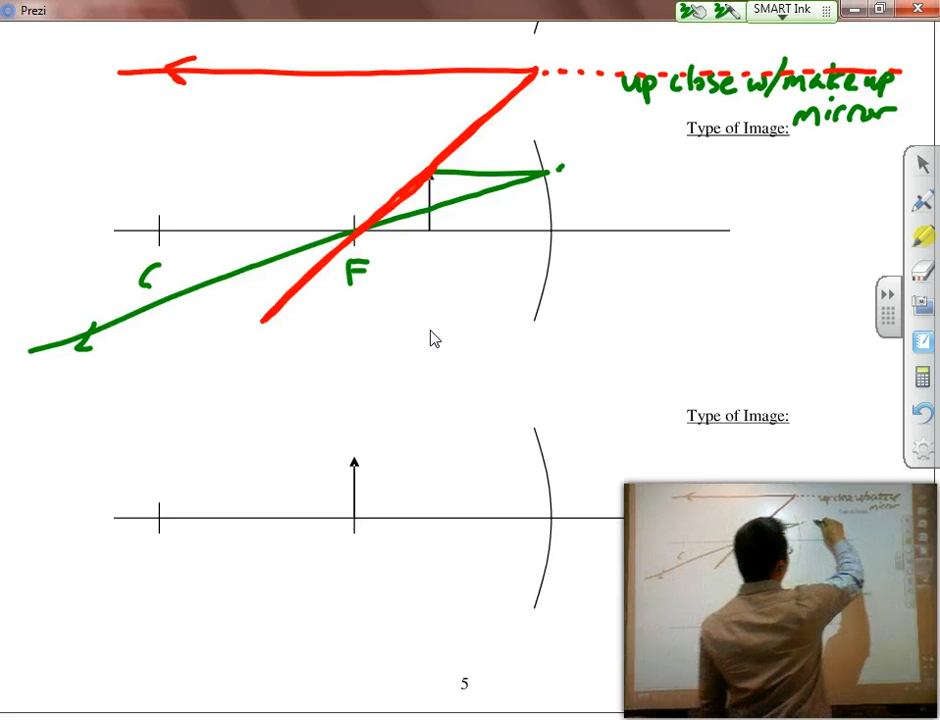 Prezi
SMART Ink
up close w/makeup
mirror
Type of Image:
C
F
Type of Image:
5